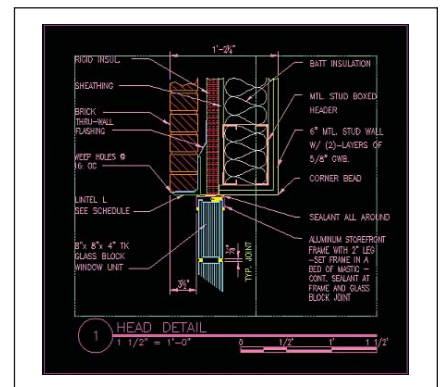 1'-2⅛"
RIGID INSUL.
SHEATHING
BRICK
THRU-WALL
FLASHING
WEEP HOLES @
16" OC
LINTEL L
SEE SCHEDULE
8"x 8"x 4" TK
GLASS BLOCK
WINDOW UNIT
BATT INSULATION
MTL. STUD BOXED
HEADER
6" MTL. STUD WALL
W/ (2)-LAYERS OF
5/8" GWB.
CORNER BEAD
SEALANT ALL AROUND
ALUMINUM STOREFRONT
FRAME WITH 2" LEG
-SET FRAME IN A
BED OF MASTIC -
CONT. SEALANT AT
FRAME AND GLASS
BLOCK JOINT
TYP. JOINT
1 HEAD DETAIL
1 1/2" = 1'-0"
0 1/2' 1' 1 1/2'